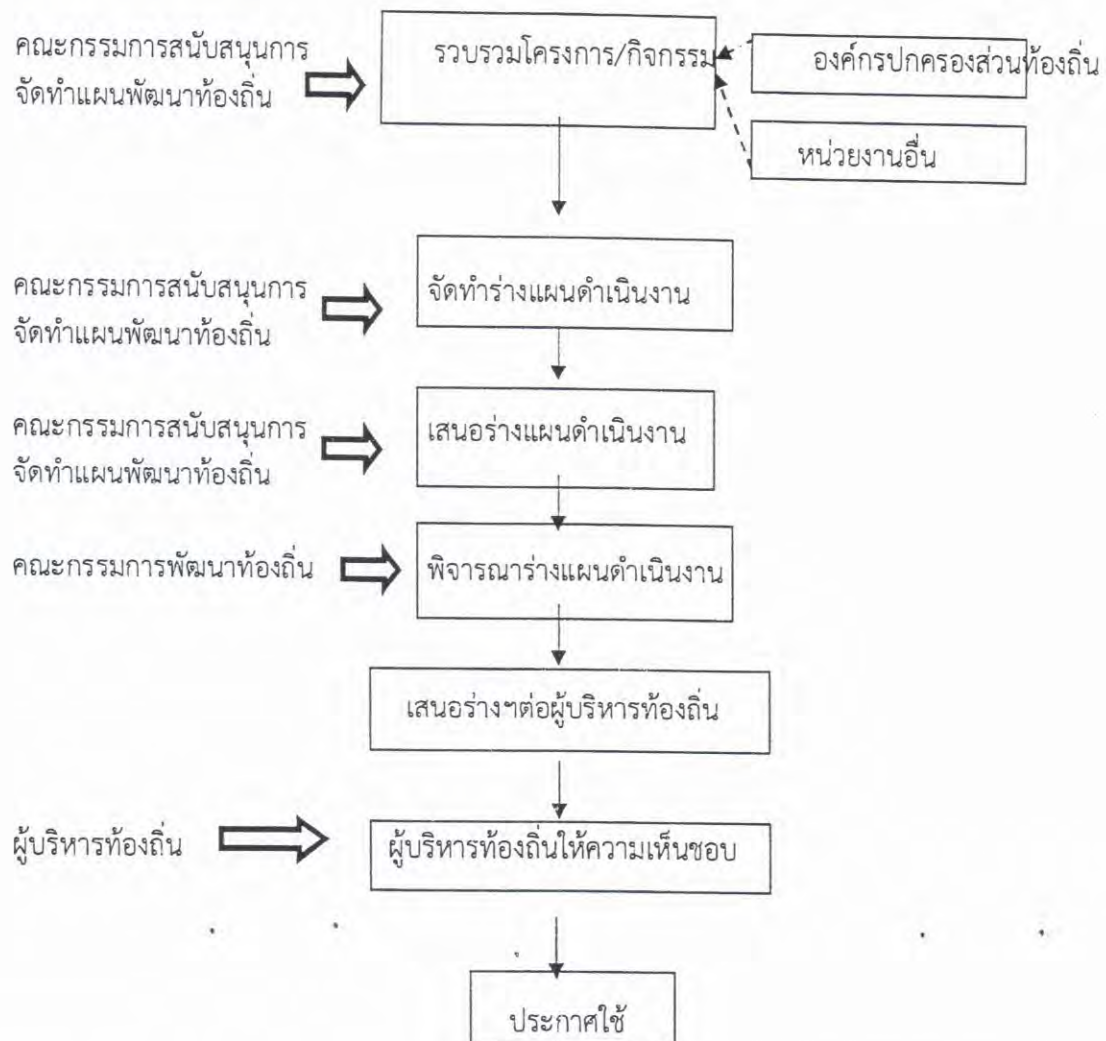 คณะกรรมการสนับสนุนการ
จัดทำแผนพัฒนาท้องถิ่น
รวบรวมโครงการ/กิจกรรม
องค์กรปกครองส่วนท้องถิ่น
หน่วยงานอื่น
คณะกรรมการสนับสนุนการ
จัดทำแผนพัฒนาท้องถิ่น
จัดทำร่างแผนดำเนินงาน
คณะกรรมการสนับสนุนการ
จัดทำแผนพัฒนาท้องถิ่น
เสนอร่างแผนดำเนินงาน
คณะกรรมการพัฒนาท้องถิ่น
พิจารณาร่างแผนดำเนินงาน
เสนอร่างฯต่อผู้บริหารท้องถิ่น
ผู้บริหารท้องถิ่น
ผู้บริหารท้องถิ่นให้ความเห็นชอบ
ประกาศใช้